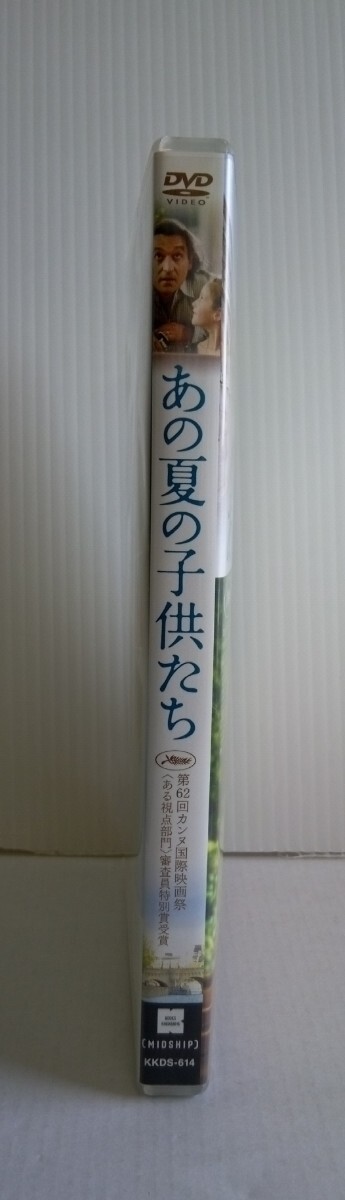 DVD
VIDEO
あの夏の子供たち
第62回カンヌ国際映画祭
〈ある視点部門〉審査員特別賞受賞
[MIDSHIP]
KKDS-614